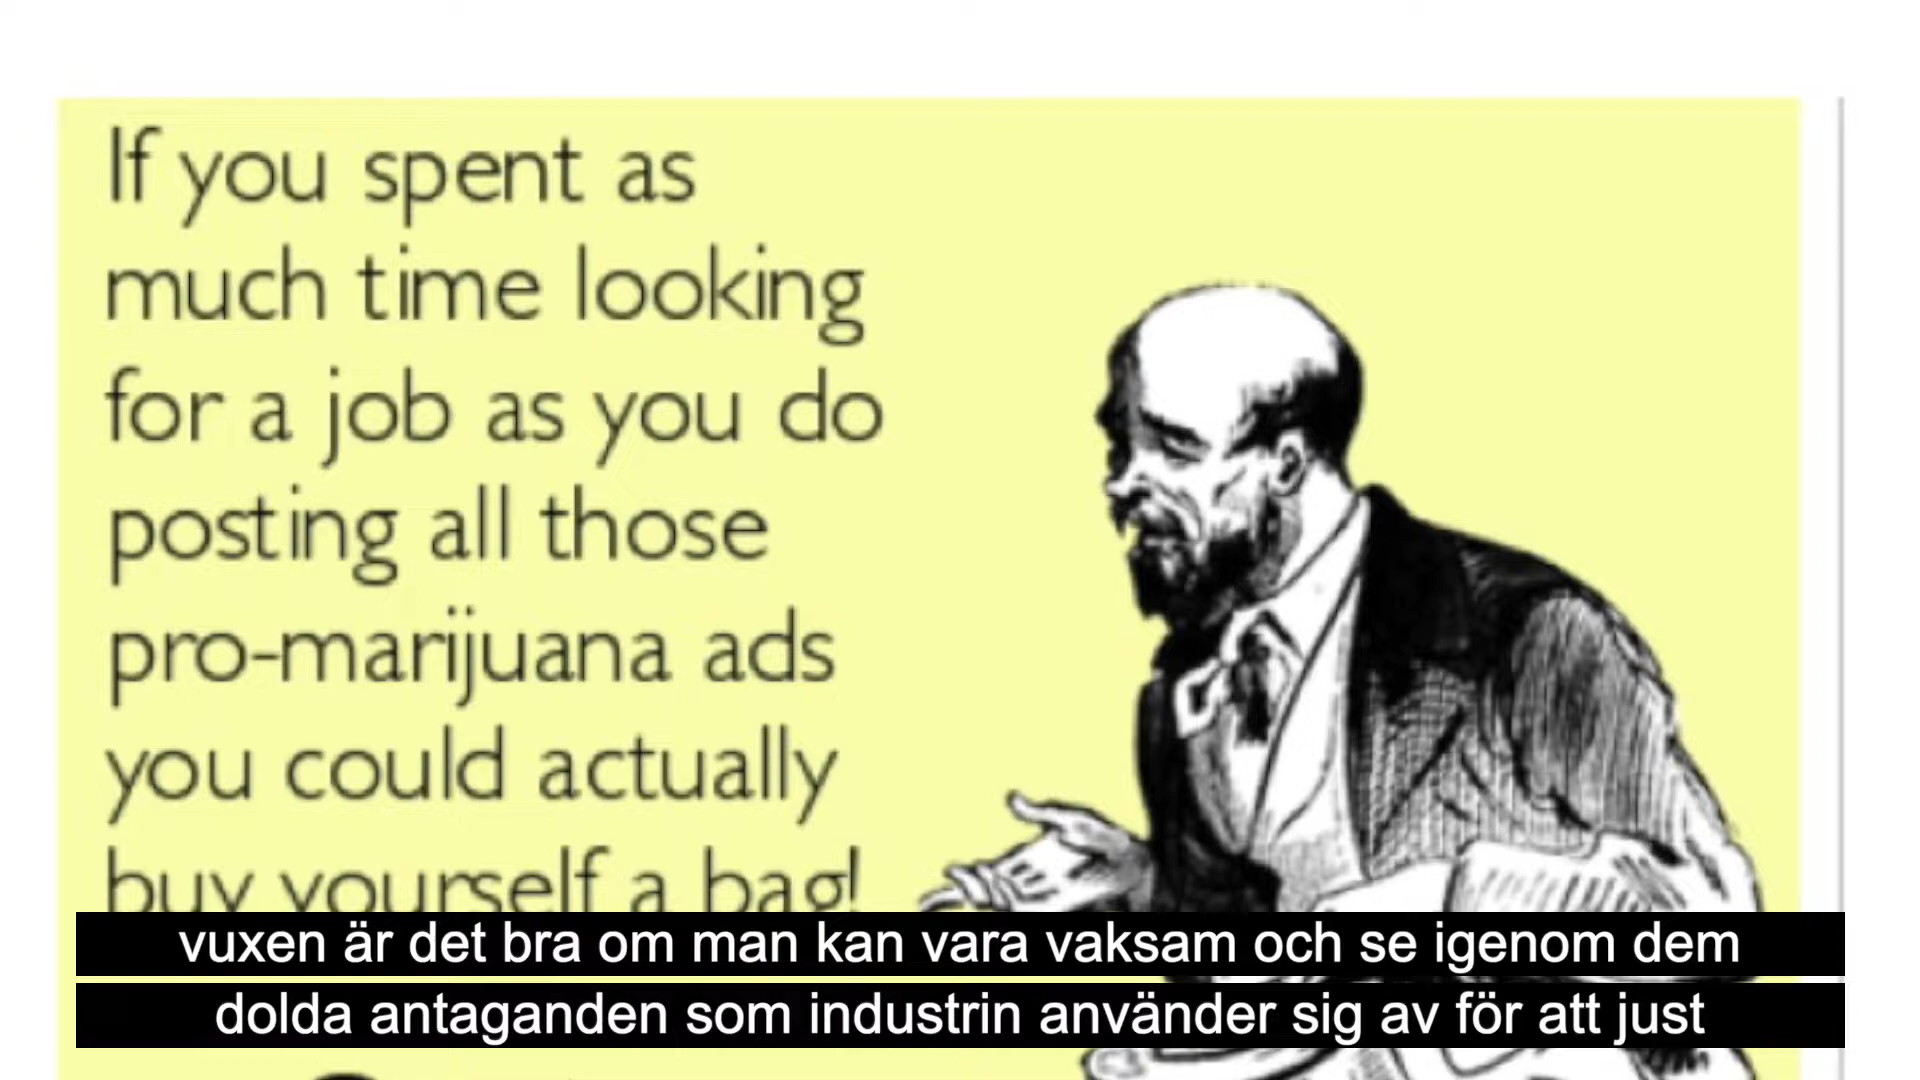 If you spent as
much time looking
for a job as you do
posting all those
pro-marijuana ads
you could actually
buy yourself a bag!
vuxen är det bra om man kan vara vaksam och se igenom dem
dolda antaganden som industrin använder sig av för att just